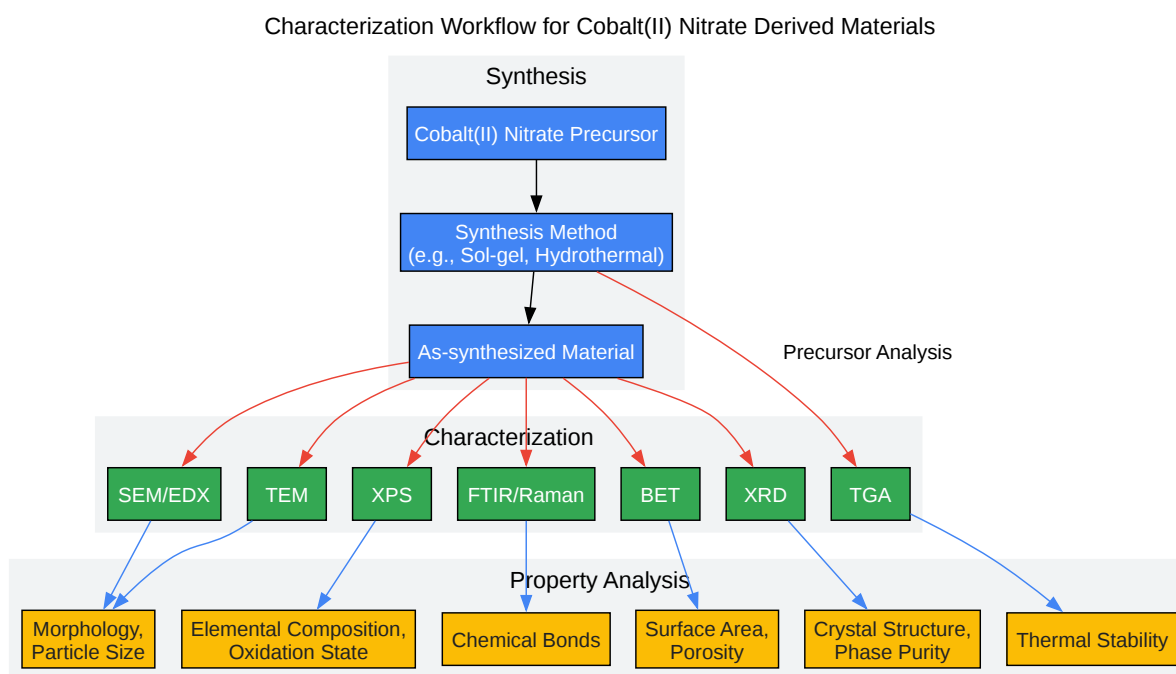 Characterization Workflow for Cobalt(II) Nitrate Derived Materials
Synthesis
Cobalt(II) Nitrate Precursor
Synthesis Method
(e.g., Sol-gel, Hydrothermal)
As-synthesized Material
Precursor Analysis
Characterization
SEM/EDX
TEM
XPS
FTIR/Raman
BET
XRD
TGA
Property Analysis
Morphology,
Particle Size
Elemental Composition,
Oxidation State
Chemical Bonds
Surface Area,
Porosity
Crystal Structure,
Phase Purity
Thermal Stability